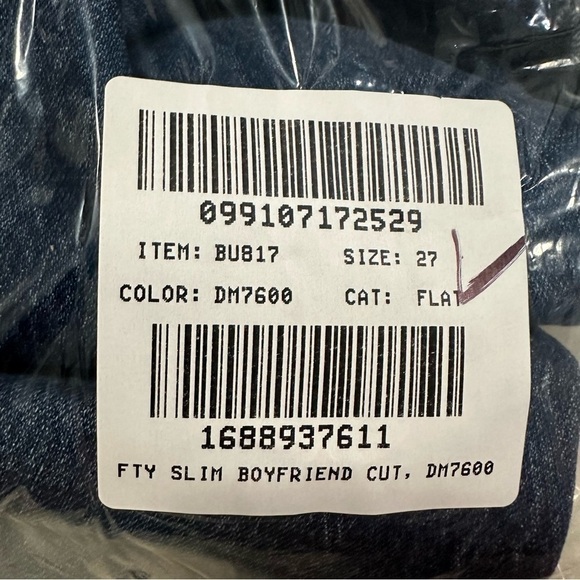 099107172529
ITEM: BU817 SIZE: 27
COLOR: DM7600 CAT: FLAT
1688937611
FTY SLIM BOYFRIEND CUT, DM7600